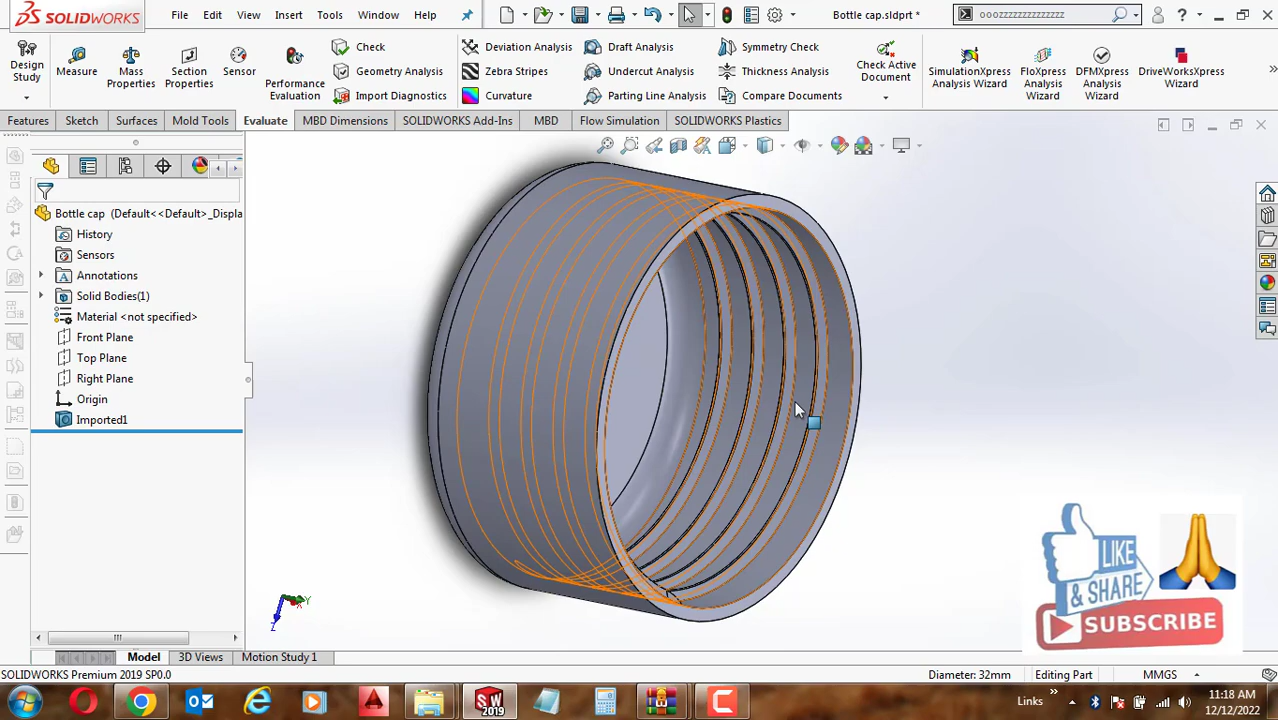 SOLIDWORKS
File Edit View Insert Tools Window Help
Bottle cap.sldprt *
ooozzzzzzzzzzzzzz
Design Study
Measure
Mass Properties
Section Properties
Sensor
Performance Evaluation
Check
Geometry Analysis
Import Diagnostics
Deviation Analysis
Zebra Stripes
Curvature
Draft Analysis
Undercut Analysis
Parting Line Analysis
Symmetry Check
Thickness Analysis
Compare Documents
Check Active Document
SimulationXpress Analysis Wizard
FloXpress Analysis Wizard
DFMXpress Analysis Wizard
DriveWorksXpress Wizard
Features Sketch Surfaces Mold Tools Evaluate MBD Dimensions SOLIDWORKS Add-Ins MBD Flow Simulation SOLIDWORKS Plastics
Bottle cap (Default<<Default>_Displa
History
Sensors
Annotations
Solid Bodies(1)
Material <not specified>
Front Plane
Top Plane
Right Plane
Origin
Imported1
Y
X
Z
LIKE
& SHARE
SUBSCRIBE
Model 3D Views Motion Study 1
SOLIDWORKS Premium 2019 SP0.0
Diameter: 32mm Editing Part MMGS
SW
2019
Links
11:18 AM
12/12/2022